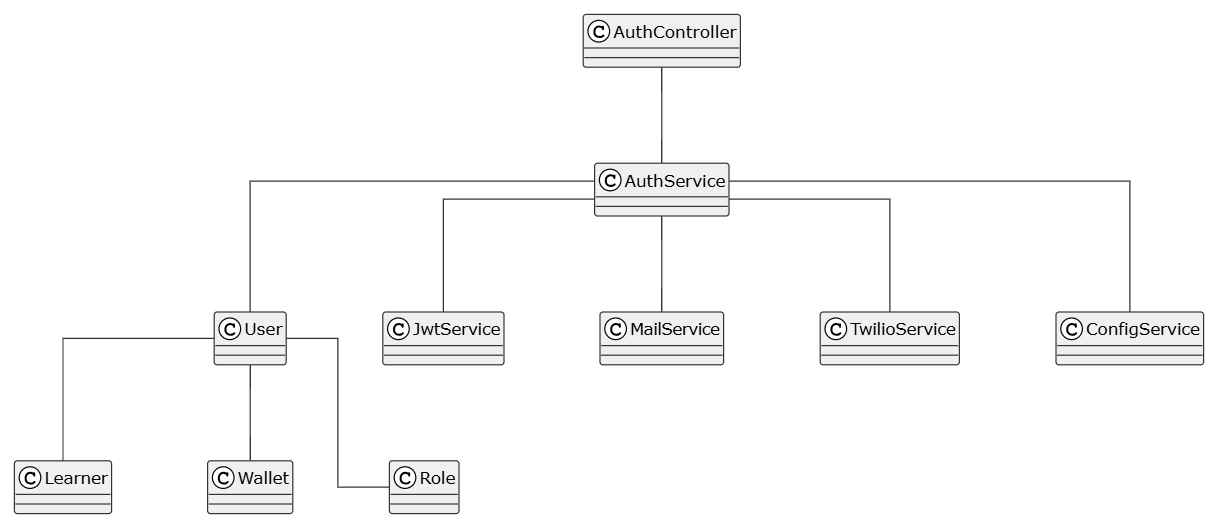 C AuthController
C AuthService
C User
C JwtService
C MailService
C TwilioService
C ConfigService
C Learner
C Wallet
C Role